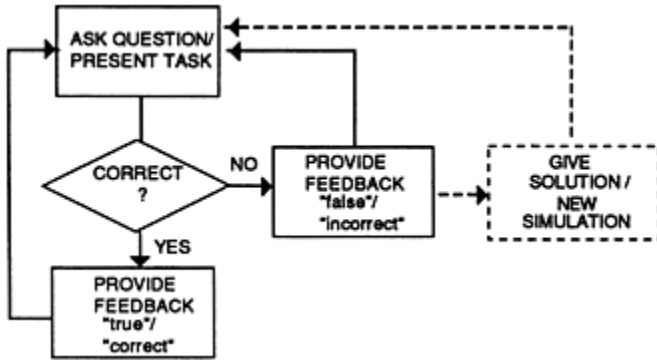 ASK QUESTION/
PRESENT TASK
CORRECT
?
NO
PROVIDE
FEEDBACK
"false"/
"incorrect"
GIVE
SOLUTION /
NEW
SIMULATION
YES
PROVIDE
FEEDBACK
"true"/
"correct"